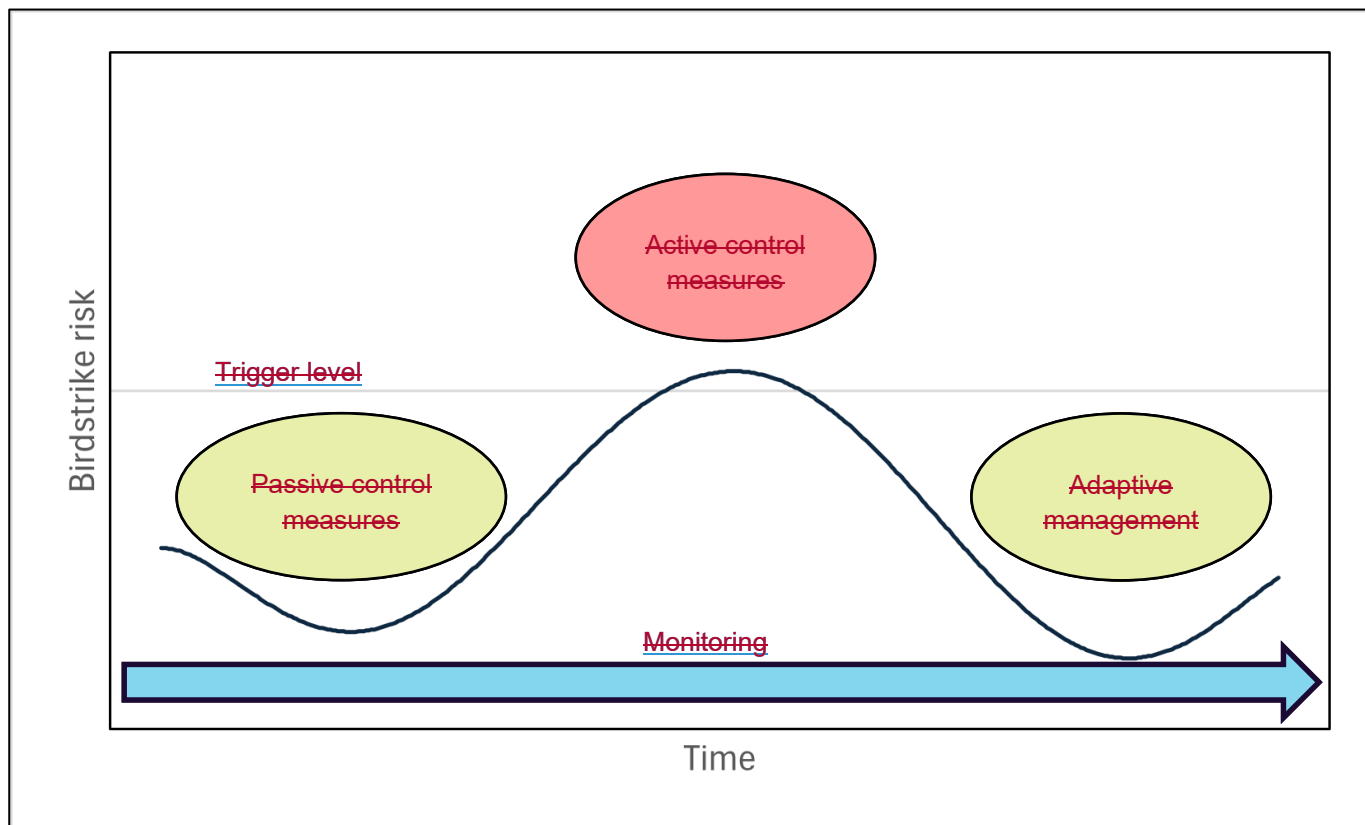 Active control
measures
Trigger level
Passive control
measures
Adaptive
management
Monitoring
Birdstrike risk
Time